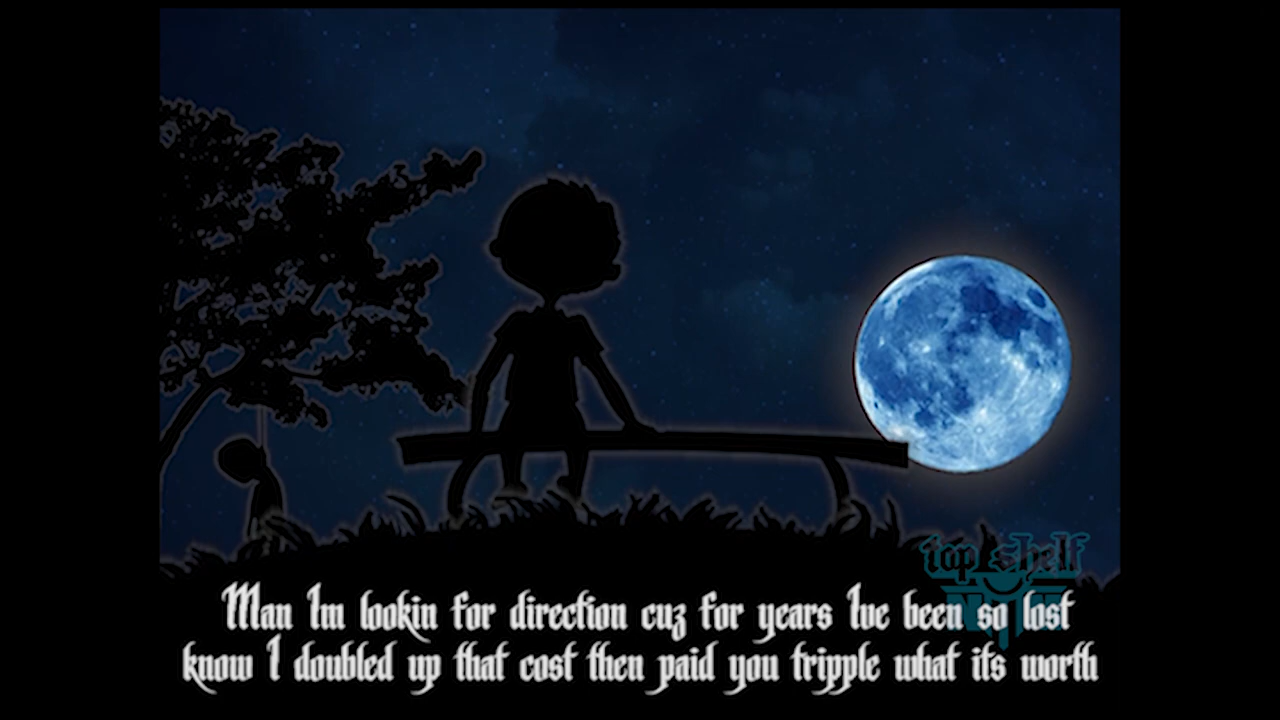 top shelf
Man Im lookin for direction cuz for years Ive been so lost
know I doubled up that cost then paid you tripple what its worth